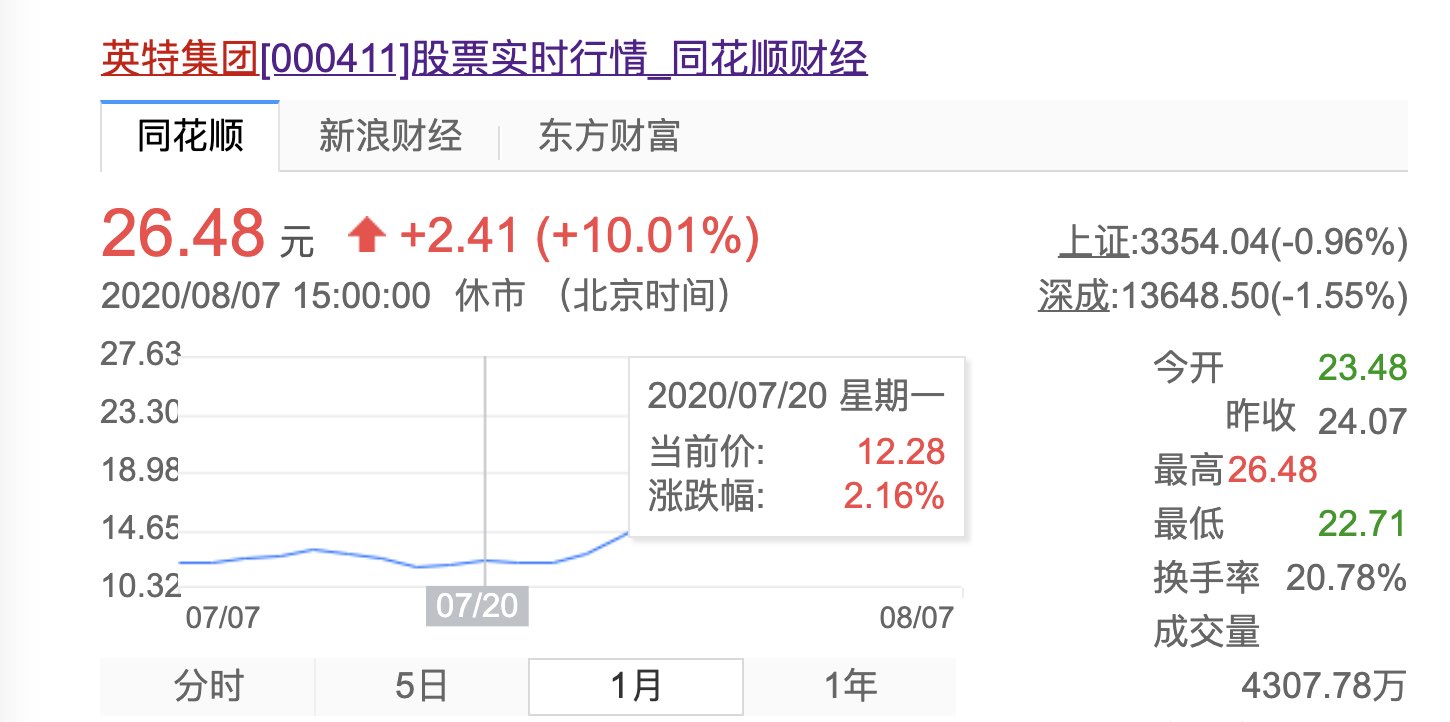 英特集团[000411]股票实时行情_同花顺财经
同花顺 新浪财经 东方财富
26.48 元 +2.41 (+10.01%)
2020/08/07 15:00:00 休市 （北京时间）
上证:3354.04(-0.96%)
深成:13648.50(-1.55%)
27.63
23.30
18.98
14.65
10.32
2020/07/20 星期一
当前价: 12.28
涨跌幅: 2.16%
07/07 07/20 08/07
分时 5日 1月 1年
今开 23.48
昨收 24.07
最高 26.48
最低 22.71
换手率 20.78%
成交量
4307.78万